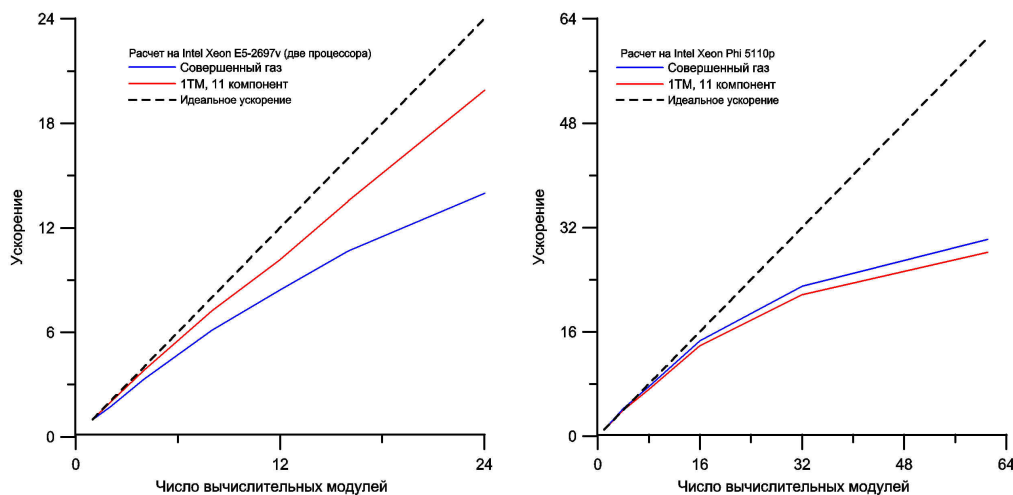 24
18
12
6
0
Ускорение
Расчет на Intel Xeon E5-2697v (две процессора)
Совершенный газ
1ТМ, 11 компонент
Идеальное ускорение
0
12
24
Число вычислительных модулей
64
48
32
16
0
Ускорение
Расчет на Intel Xeon Phi 5110p
Совершенный газ
1ТМ, 11 компонент
Идеальное ускорение
0
16
32
48
64
Число вычислительных модулей